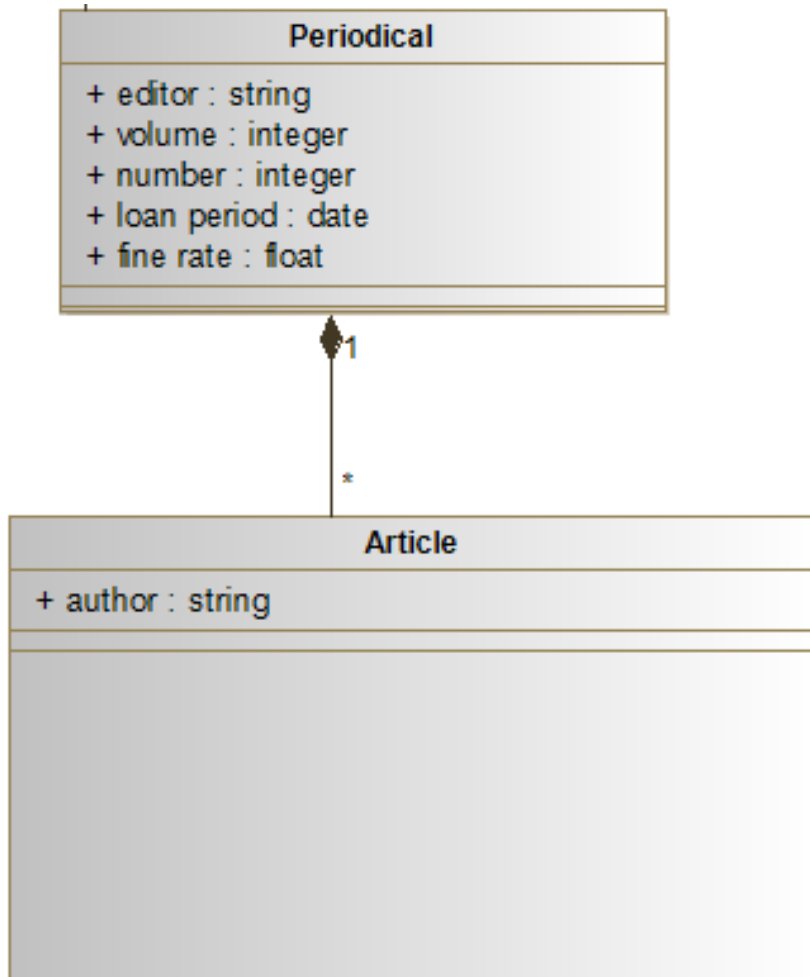 Periodical
+ editor : string
+ volume : integer
+ number : integer
+ loan period : date
+ fine rate : float
1
*
Article
+ author : string